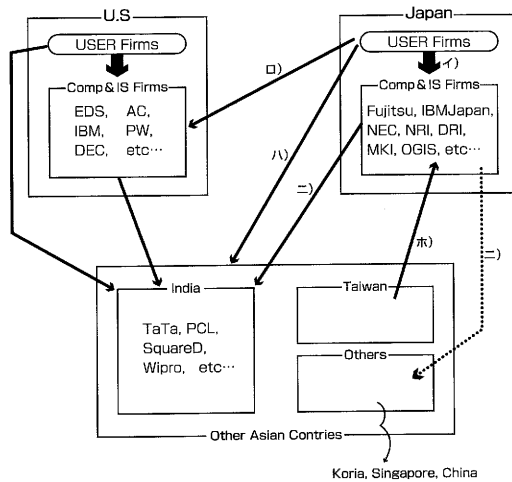 U.S
USER Firms
Comp & IS Firms
EDS, AC,
IBM, PW,
DEC, etc…
Japan
USER Firms
イ)
Comp & IS Firms
Fujitsu, IBMJapan,
NEC, NRI, DRI,
MKI, OGIS, etc…
ロ)
ハ)
ニ)
ホ)
ニ)
India
TaTa, PCL,
SquareD,
Wipro, etc…
Taiwan
Others
Other Asian Contries
Koria, Singapore, China